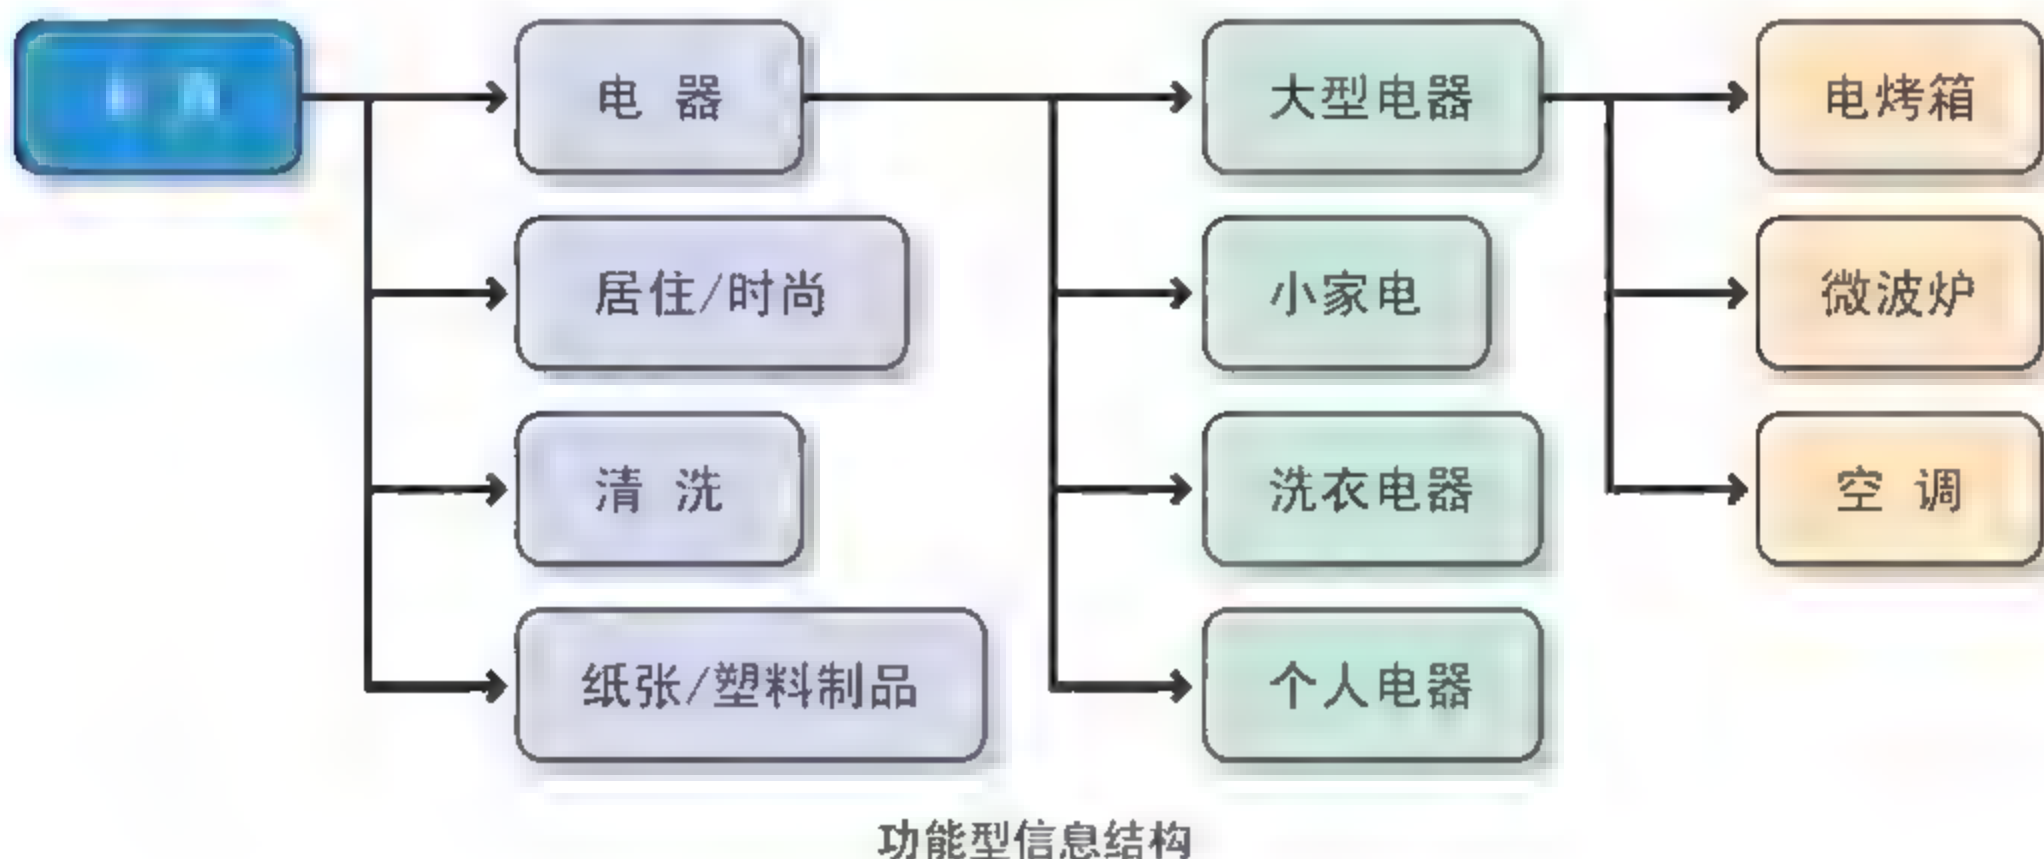 电 器
居住/时尚
清 洗
纸张/塑料制品
大型电器
小家电
洗衣电器
个人电器
电烤箱
微波炉
空 调
功能型信息结构